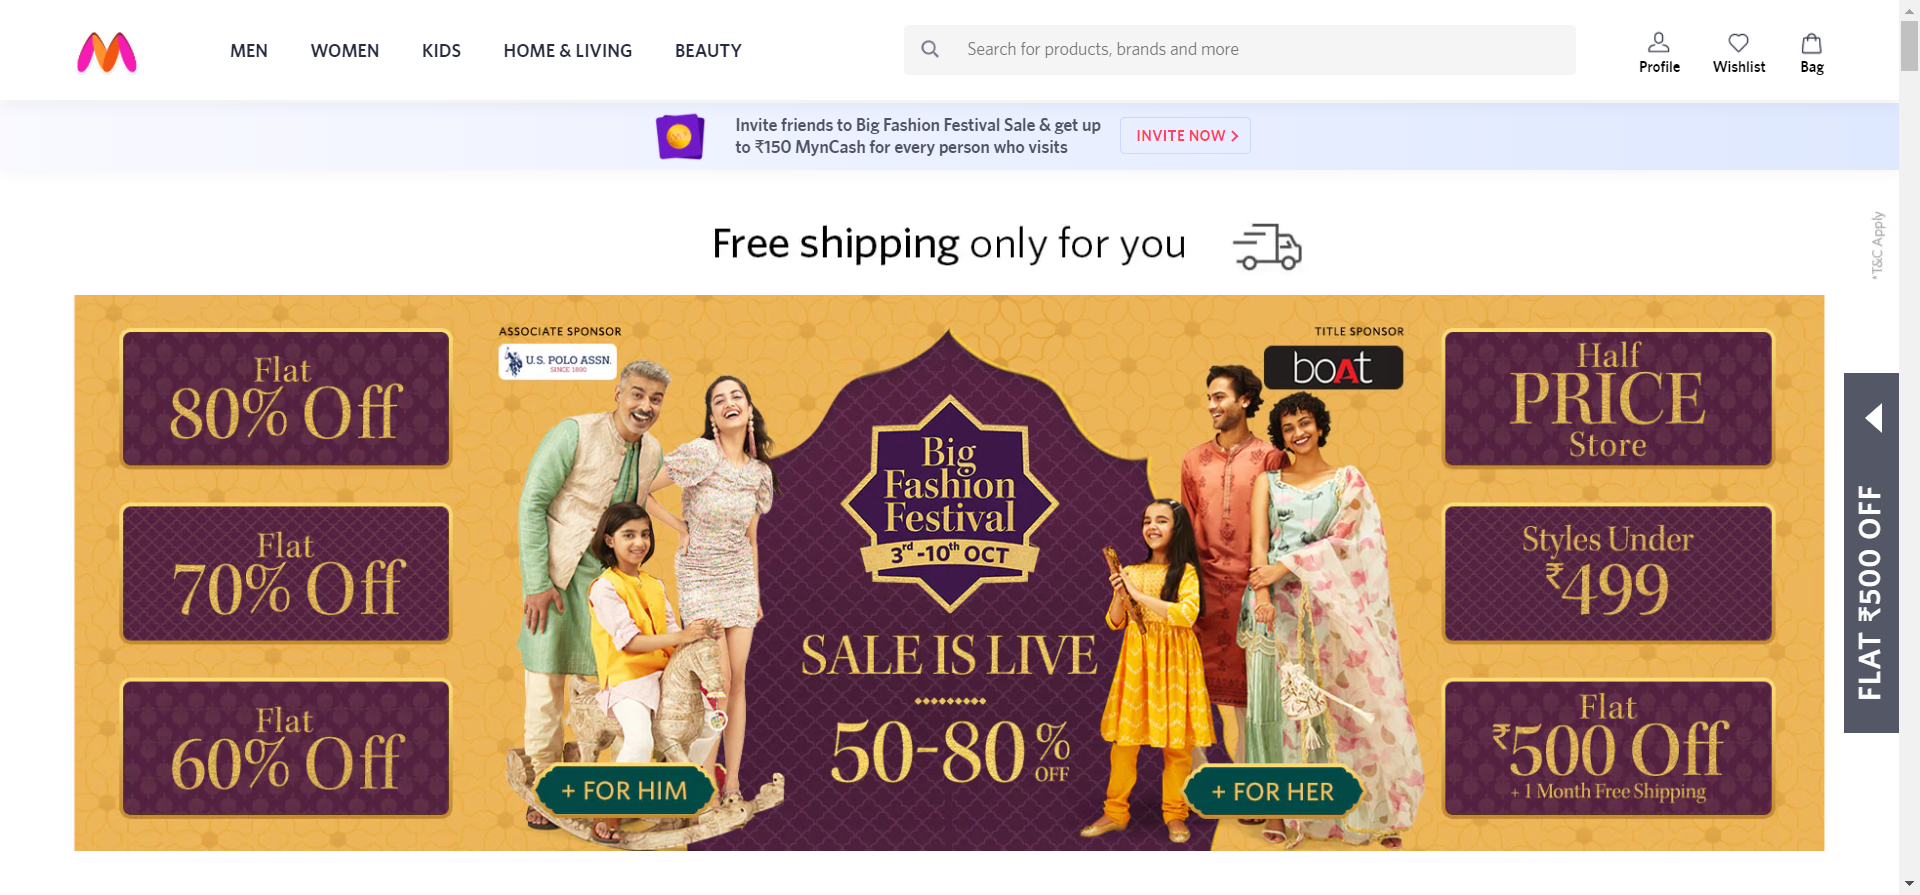 MEN
WOMEN
KIDS
HOME & LIVING
BEAUTY
Search for products, brands and more
Profile
Wishlist
Bag
Invite friends to Big Fashion Festival Sale & get up
to ₹150 MynCash for every person who visits
INVITE NOW >
Free shipping only for you
*T&C Apply
Flat
80% Off
Flat
70% Off
Flat
60% Off
ASSOCIATE SPONSOR
U.S. POLO ASSN.
SINCE 1890
TITLE SPONSOR
boAt
Big
Fashion
Festival
3rd -10th OCT
SALE IS LIVE
50-80% OFF
+ FOR HIM
+ FOR HER
Half
PRICE
Store
Styles Under
₹499
Flat
₹500 Off
+ 1 Month Free Shipping
FLAT ₹500 OFF